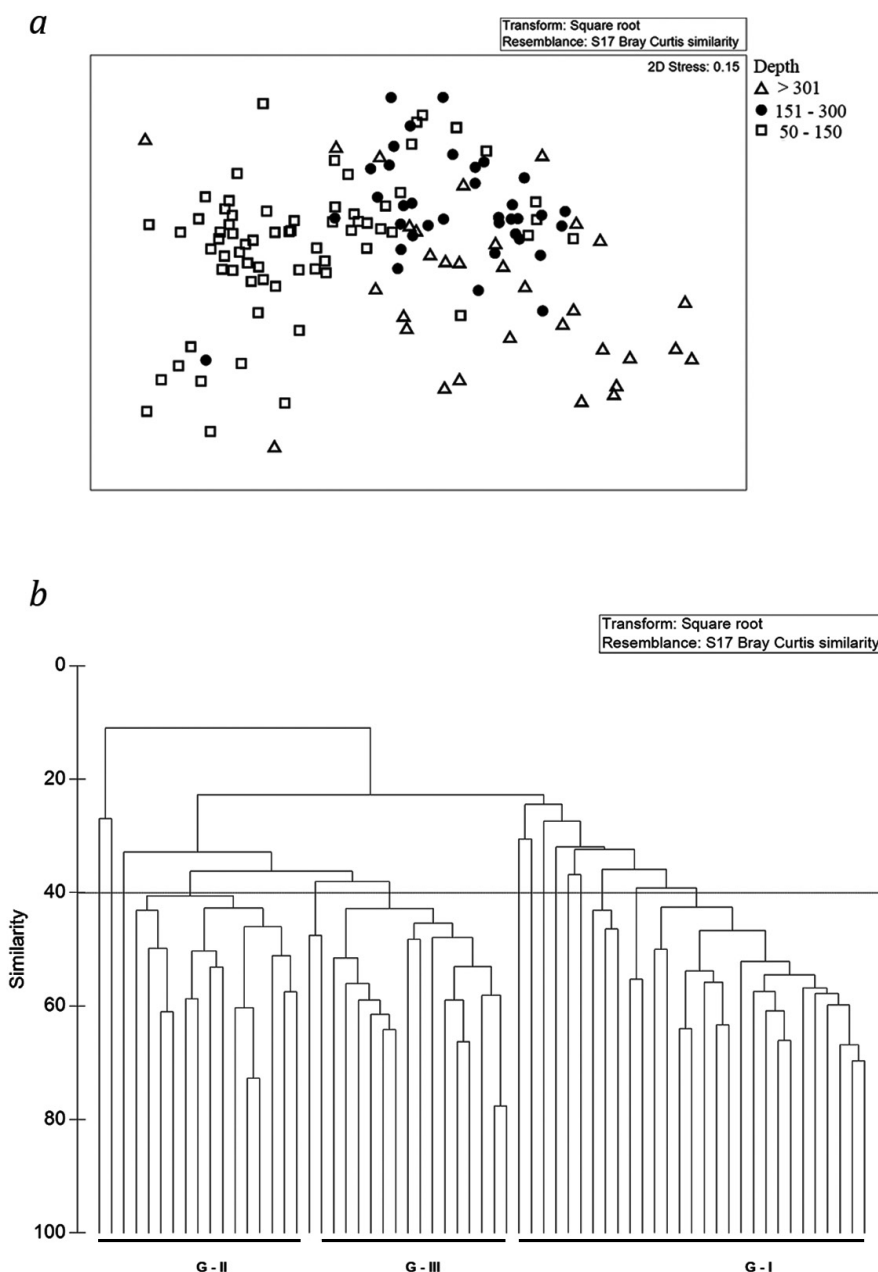 a
Transform: Square root
Resemblance: S17 Bray Curtis similarity
2D Stress: 0.15
Depth
> 301
151 - 300
50 - 150
b
Transform: Square root
Resemblance: S17 Bray Curtis similarity
0
20
40
60
80
100
Similarity
G - II
G - III
G - I